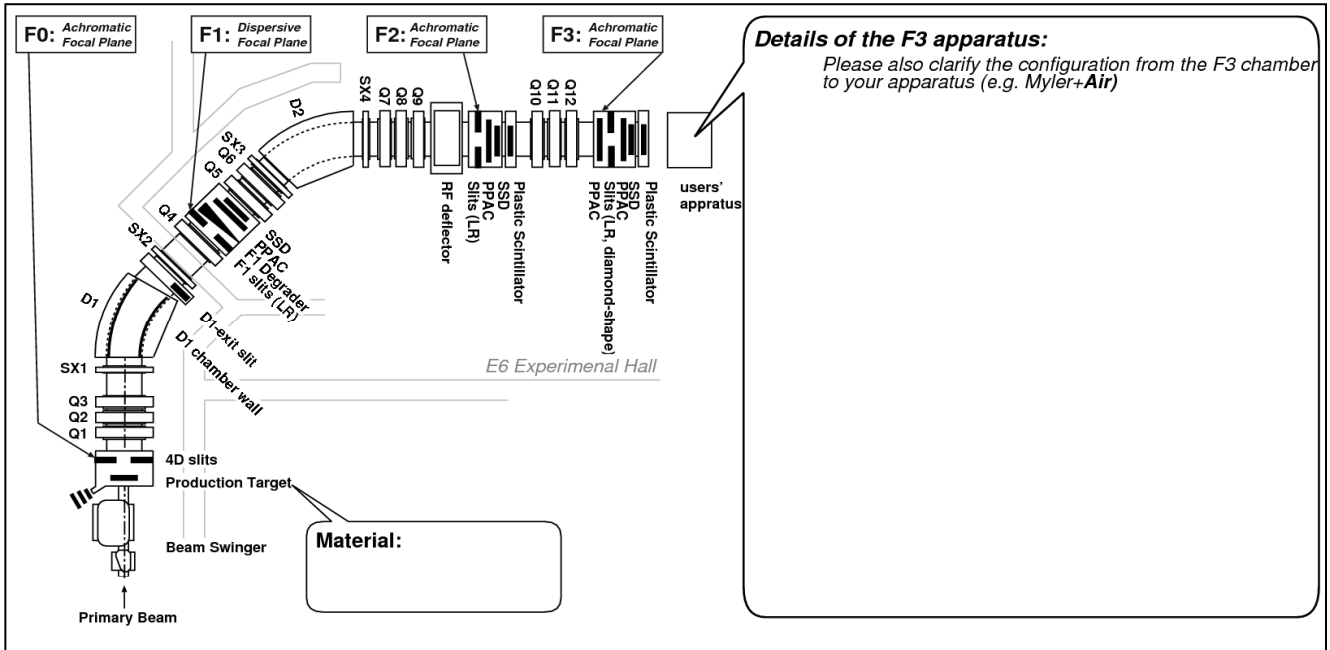 F0: Achromatic
Focal Plane
F1: Dispersive
Focal Plane
F2: Achromatic
Focal Plane
F3: Achromatic
Focal Plane
Details of the F3 apparatus:
Please also clarify the configuration from the F3 chamber
to your apparatus (e.g. Myler+Air)
D2
SX4
Q7
Q8
Q9
Q10
Q11
Q12
SX3
Q6
Q5
Q4
SX2
D1
SSD
PPAC
F1 Degrader
F1 slits (LR)
D1-exit slit
D1 chamber wall
RF deflector
Slits (LR)
PPAC
SSD
Plastic Scintillator
PPAC
Slits (LR, diamond-shape)
PPAC
SSD
Plastic Scintillator
users'
appratus
E6 Experimenal Hall
SX1
Q3
Q2
Q1
4D slits
Production Target
Beam Swinger
Primary Beam
Material: